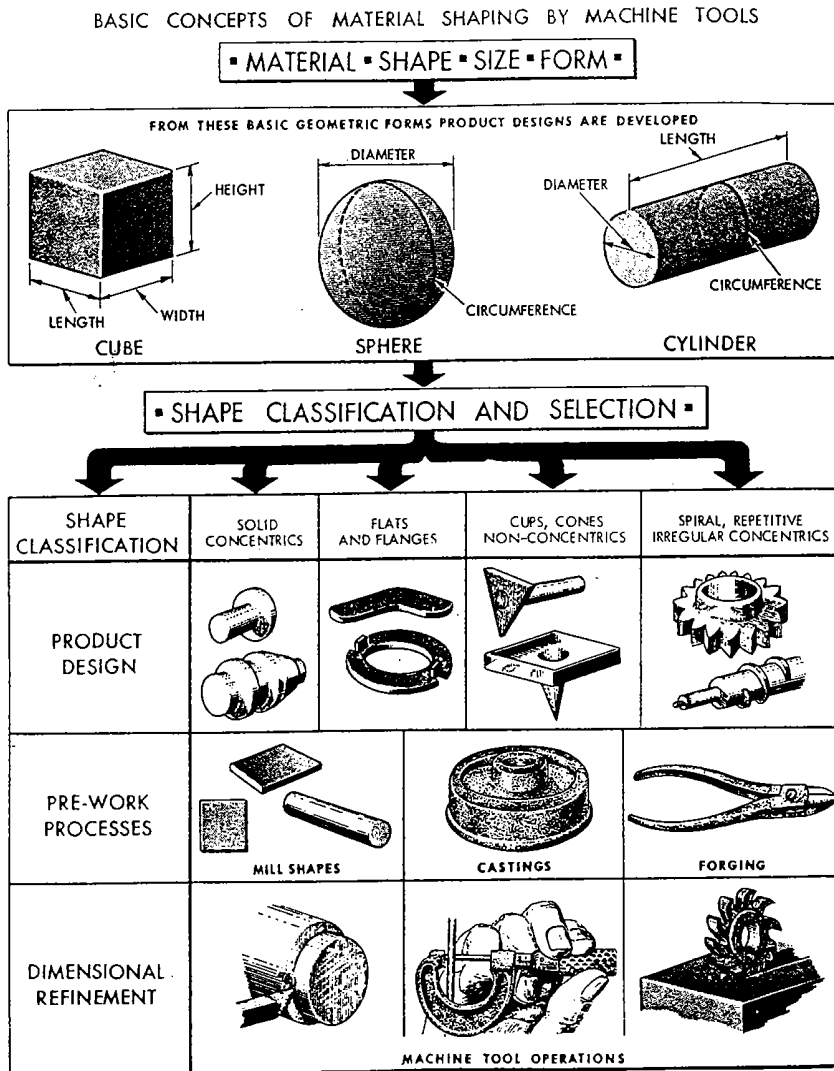 BASIC CONCEPTS OF MATERIAL SHAPING BY MACHINE TOOLS
▪ MATERIAL ▪ SHAPE ▪ SIZE ▪ FORM ▪
FROM THESE BASIC GEOMETRIC FORMS PRODUCT DESIGNS ARE DEVELOPED
HEIGHT
LENGTH
WIDTH
CUBE
DIAMETER
CIRCUMFERENCE
SPHERE
LENGTH
DIAMETER
CIRCUMFERENCE
CYLINDER
▪ SHAPE CLASSIFICATION AND SELECTION ▪
SHAPE
CLASSIFICATION
SOLID
CONCENTRICS
FLATS
AND FLANGES
CUPS, CONES
NON-CONCENTRICS
SPIRAL, REPETITIVE
IRREGULAR CONCENTRICS
PRODUCT
DESIGN
PRE-WORK
PROCESSES
MILL SHAPES
CASTINGS
FORGING
DIMENSIONAL
REFINEMENT
MACHINE TOOL OPERATIONS